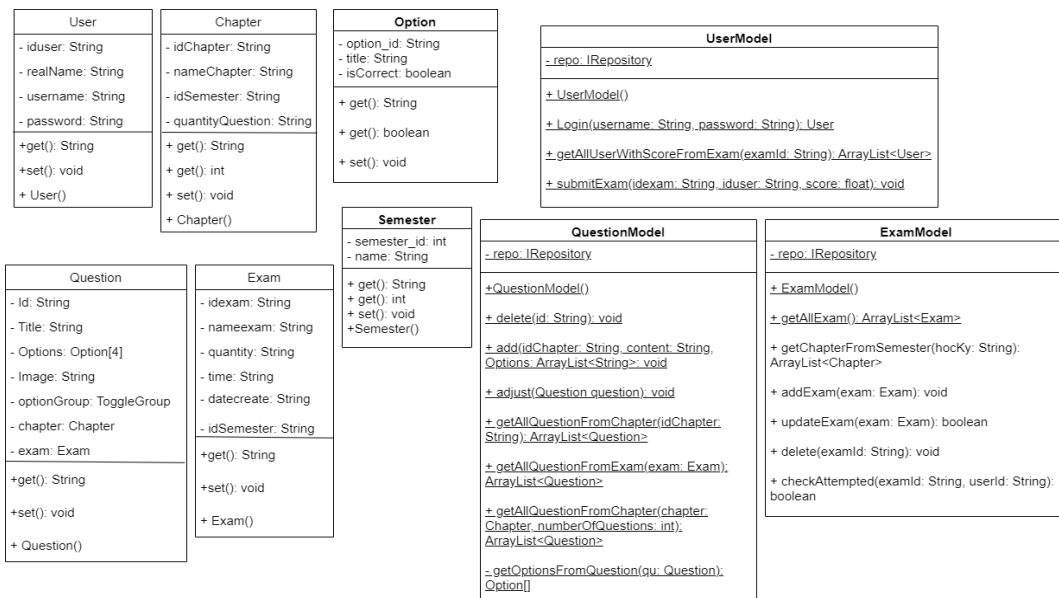 User
- iduser: String
- realName: String
- username: String
- password: String
+get(): String
+set(): void
+ User()
Chapter
- idChapter: String
- nameChapter: String
- idSemester: String
- quantityQuestion: String
+ get(): String
+ get(): int
+ set(): void
+ Chapter()
Option
- option_id: String
- title: String
- isCorrect: boolean
+ get(): String
+ get(): boolean
+ set(): void
UserModel
- repo: IRepository
+ UserModel()
+ Login(username: String, password: String): User
+ getAllUserWithScoreFromExam(examId: String): ArrayList<User>
+ submitExam(idexam: String, iduser: String, score: float): void
Question
- Id: String
- Title: String
- Options: Option[4]
- Image: String
- optionGroup: ToggleGroup
- chapter: Chapter
- exam: Exam
+get(): String
+set(): void
+ Question()
Exam
- idexam: String
- nameexam: String
- quantity: String
- time: String
- datecreate: String
- idSemester: String
+get(): String
+set(): void
+ Exam()
Semester
- semester_id: int
- name: String
+ get(): String
+ get(): int
+ set(): void
+Semester()
QuestionModel
- repo: IRepository
+QuestionModel()
+ delete(id: String): void
+ add(idChapter: String, content: String,
Options: ArrayList<String>: void
+ adjust(Question question): void
+ getAllQuestionFromChapter(idChapter:
String): ArrayList<Question>
+ getAllQuestionFromExam(exam: Exam):
ArrayList<Question>
+ getAllQuestionFromChapter(chapter:
Chapter, numberOfQuestions: int):
ArrayList<Question>
- getOptionsFromQuestion(qu: Question):
Option[]
ExamModel
- repo: IRepository
+ ExamModel()
+ getAllExam(): ArrayList<Exam>
+ getChapterFromSemester(hocKy: String):
ArrayList<Chapter>
+ addExam(exam: Exam): void
+ updateExam(exam: Exam): boolean
+ delete(examId: String): void
+ checkAttempted(examId: String, userId: String):
boolean